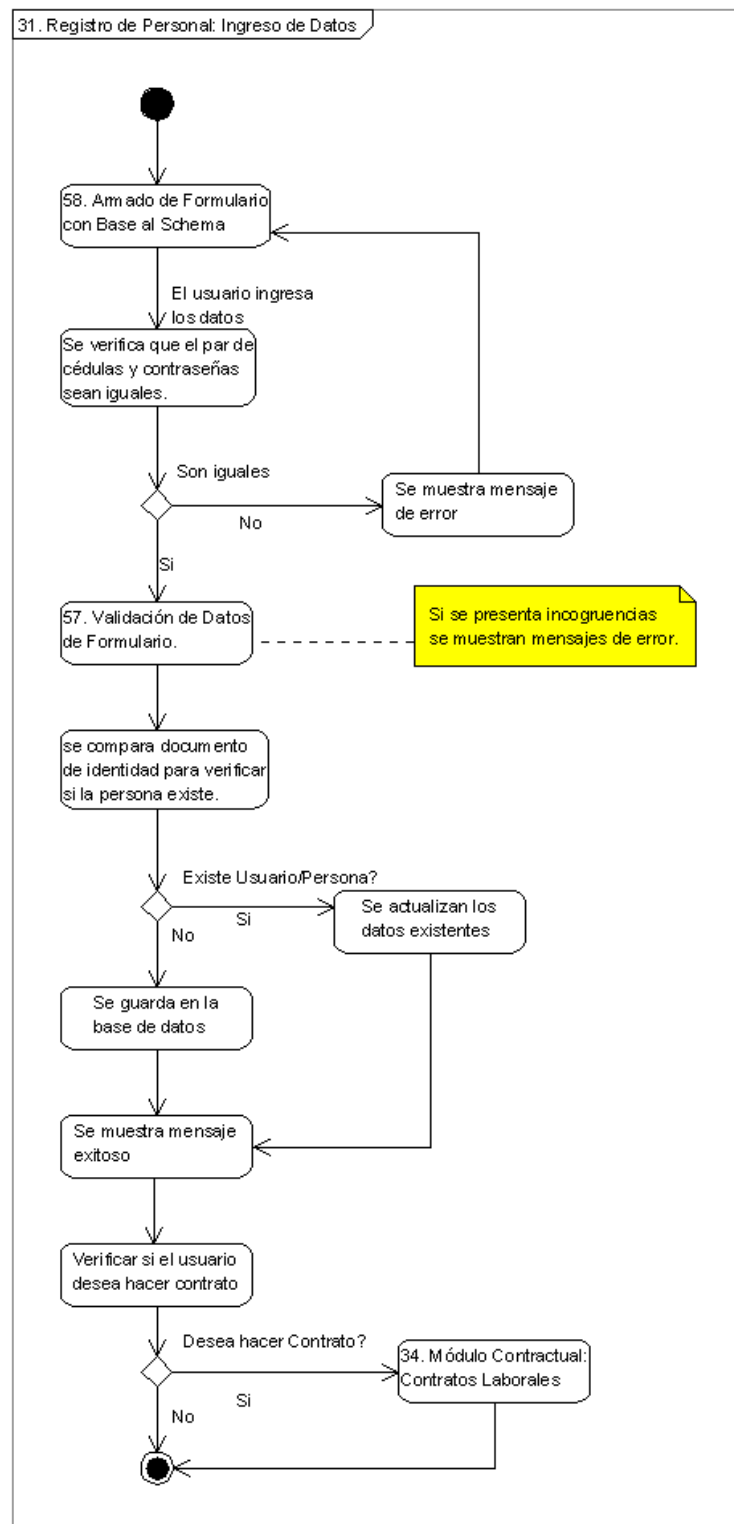 31. Registro de Personal: Ingreso de Datos
58. Armado de Formulario
con Base al Schema
El usuario ingresa
los datos
Se verifica que el par de
cédulas y contraseñas
sean iguales.
Son iguales
No
Se muestra mensaje
de error
Si
57. Validación de Datos
de Formulario.
Si se presenta incogruencias
se muestran mensajes de error.
se compara documento
de identidad para verificar
si la persona existe.
Existe Usuario/Persona?
Si
Se actualizan los
datos existentes
No
Se guarda en la
base de datos
Se muestra mensaje
exitoso
Verificar si el usuario
desea hacer contrato
Desea hacer Contrato?
34. Módulo Contractual:
Contratos Laborales
Si
No